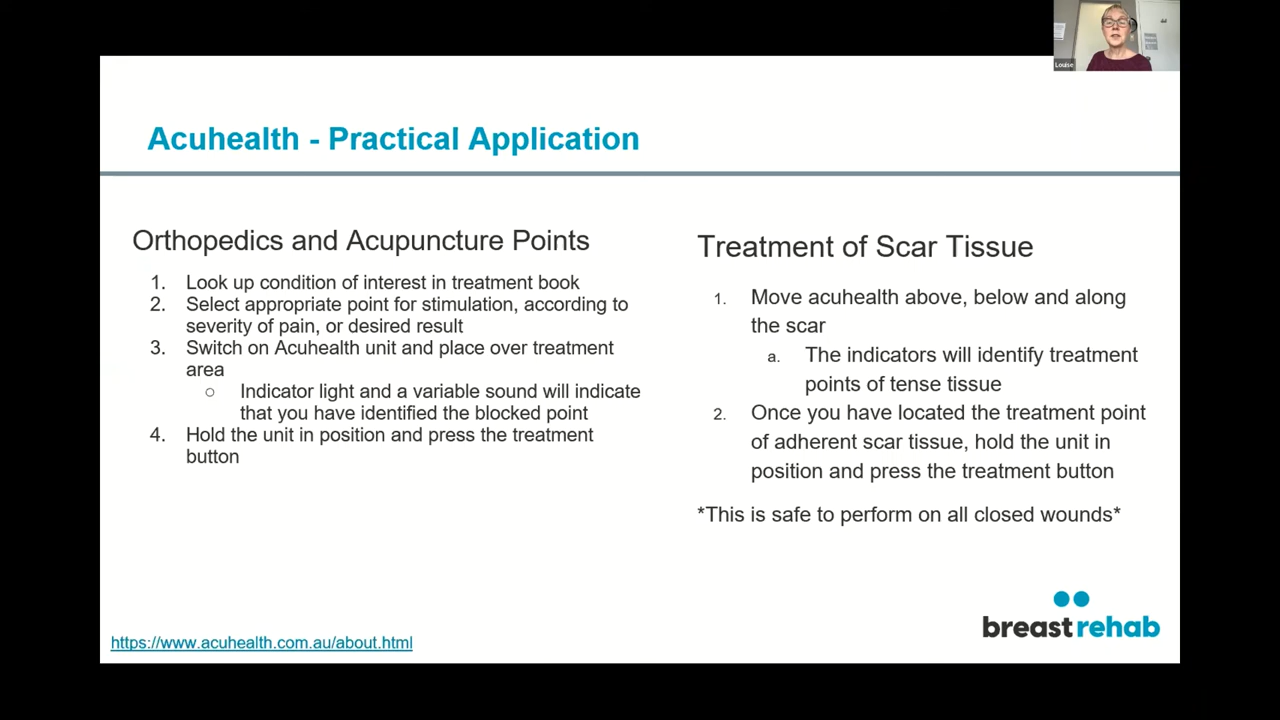 Louise
Acuhealth - Practical Application
Orthopedics and Acupuncture Points
1. Look up condition of interest in treatment book
2. Select appropriate point for stimulation, according to
severity of pain, or desired result
3. Switch on Acuhealth unit and place over treatment
area
○ Indicator light and a variable sound will indicate
that you have identified the blocked point
4. Hold the unit in position and press the treatment
button
Treatment of Scar Tissue
1. Move acuhealth above, below and along
the scar
a. The indicators will identify treatment
points of tense tissue
2. Once you have located the treatment point
of adherent scar tissue, hold the unit in
position and press the treatment button
*This is safe to perform on all closed wounds*
https://www.acuhealth.com.au/about.html
breast rehab